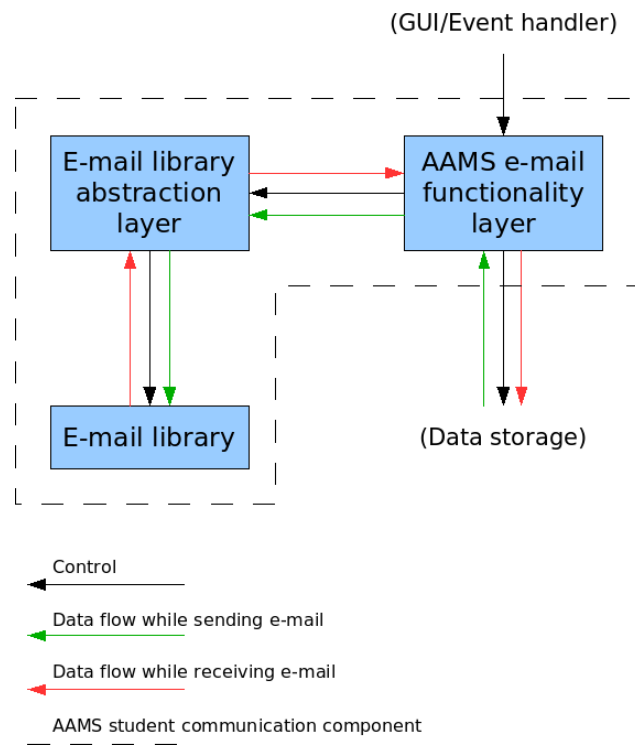 (GUI/Event handler)
E-mail library
abstraction
layer
AAMS e-mail
functionality
layer
E-mail library
(Data storage)
Control
Data flow while sending e-mail
Data flow while receiving e-mail
AAMS student communication component